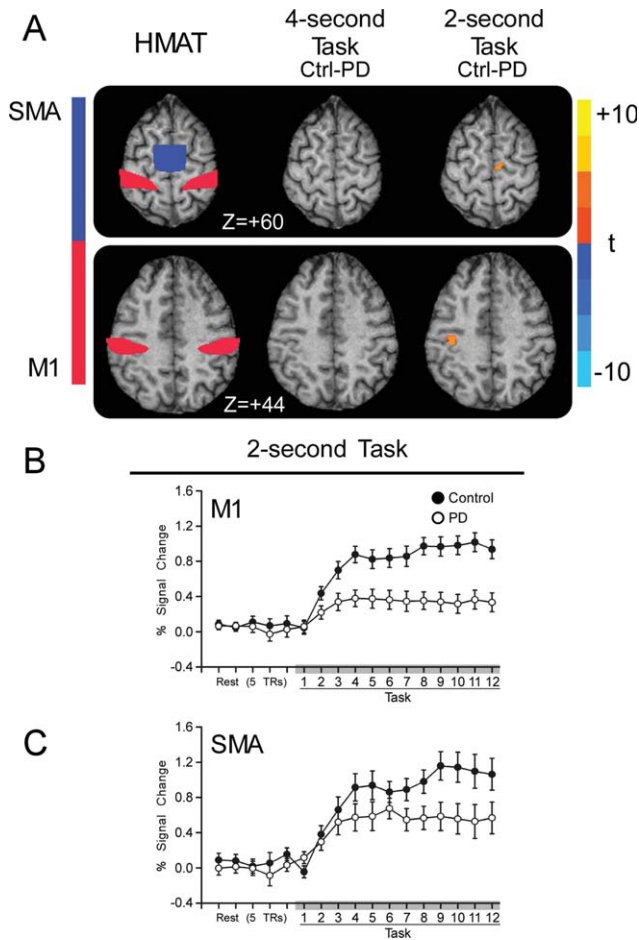 A
HMAT
4-second
Task
Ctrl-PD
2-second
Task
Ctrl-PD
SMA
+10
Z=+60
t
M1
Z=+44
-10
B
2-second Task
M1
Control
PD
% Signal Change
1.6
1.2
0.8
0.4
0.0
-0.4
Rest (5 TRs) 1 2 3 4 5 6 7 8 9 10 11 12
Task
C
SMA
% Signal Change
1.6
1.2
0.8
0.4
0.0
-0.4
Rest (5 TRs) 1 2 3 4 5 6 7 8 9 10 11 12
Task